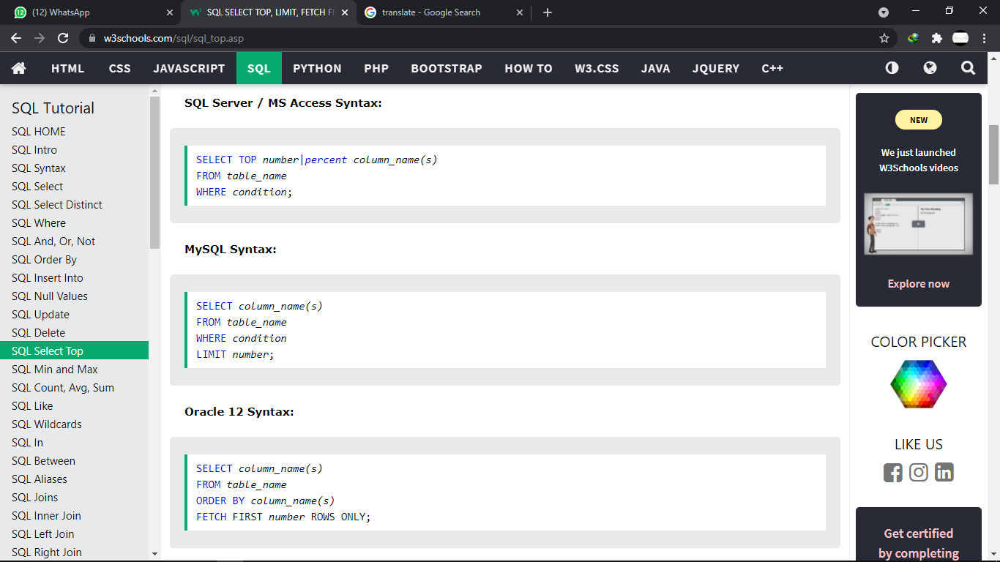 (12) WhatsApp
SQL SELECT TOP, LIMIT, FETCH FI
translate - Google Search
w3schools.com/sql/sql_top.asp
HTML
CSS
JAVASCRIPT
SQL
PYTHON
PHP
BOOTSTRAP
HOW TO
W3.CSS
JAVA
JQUERY
C++
SQL Tutorial
SQL HOME
SQL Intro
SQL Syntax
SQL Select
SQL Select Distinct
SQL Where
SQL And, Or, Not
SQL Order By
SQL Insert Into
SQL Null Values
SQL Update
SQL Delete
SQL Select Top
SQL Min and Max
SQL Count, Avg, Sum
SQL Like
SQL Wildcards
SQL In
SQL Between
SQL Aliases
SQL Joins
SQL Inner Join
SQL Left Join
SQL Right Join
SQL Server / MS Access Syntax:
SELECT TOP number|percent column_name(s)
FROM table_name
WHERE condition;
MySQL Syntax:
SELECT column_name(s)
FROM table_name
WHERE condition
LIMIT number;
Oracle 12 Syntax:
SELECT column_name(s)
FROM table_name
ORDER BY column_name(s)
FETCH FIRST number ROWS ONLY;
NEW
We just launched
W3Schools videos
Explore now
COLOR PICKER
LIKE US
Get certified
by completing